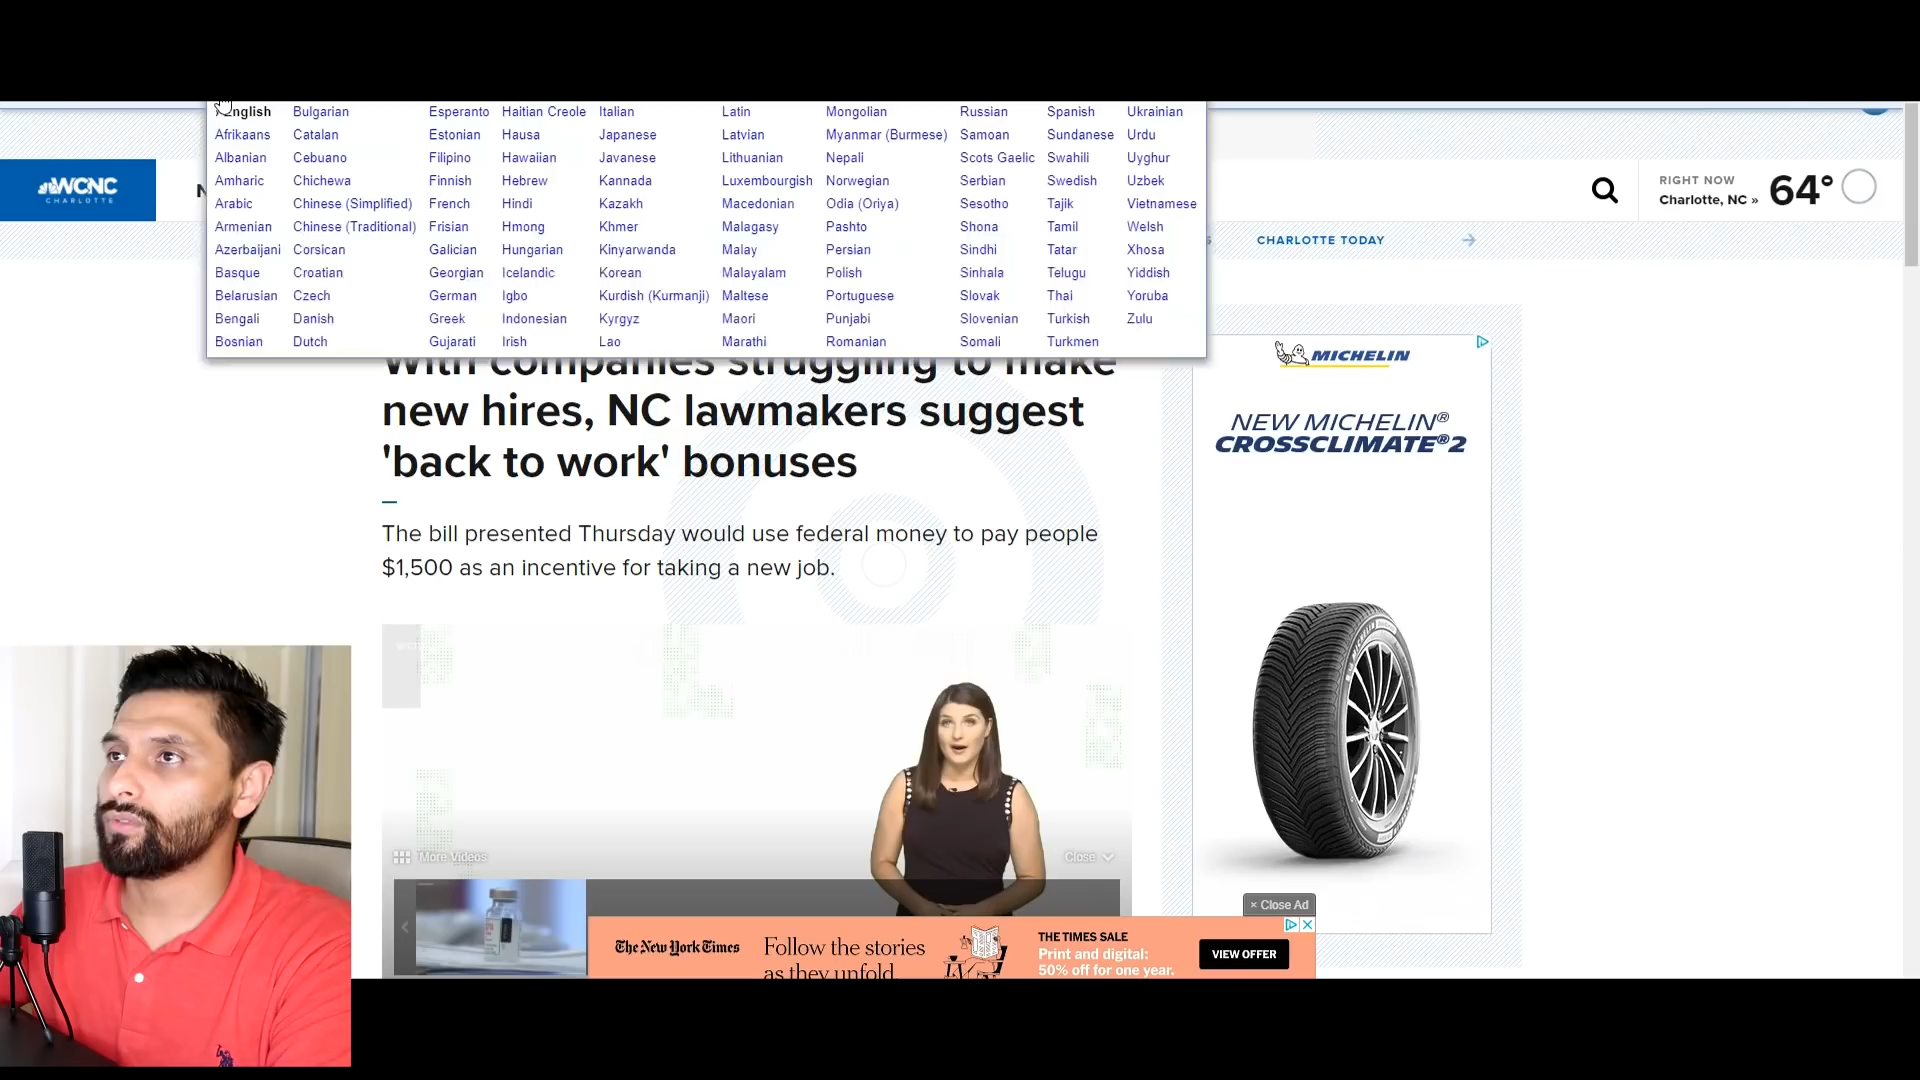 English Bulgarian Esperanto Haitian Creole Italian Latin Mongolian Russian Spanish Ukrainian
Afrikaans Catalan Estonian Hausa Japanese Latvian Myanmar (Burmese) Samoan Sundanese Urdu
Albanian Cebuano Filipino Hawaiian Javanese Lithuanian Nepali Scots Gaelic Swahili Uyghur
Amharic Chichewa Finnish Hebrew Kannada Luxembourgish Norwegian Serbian Swedish Uzbek
Arabic Chinese (Simplified) French Hindi Kazakh Macedonian Odia (Oriya) Sesotho Tajik Vietnamese
Armenian Chinese (Traditional) Frisian Hmong Khmer Malagasy Pashto Shona Tamil Welsh
Azerbaijani Corsican Galician Hungarian Kinyarwanda Malay Persian Sindhi Tatar Xhosa
Basque Croatian Georgian Icelandic Korean Malayalam Polish Sinhala Telugu Yiddish
Belarusian Czech German Igbo Kurdish (Kurmanji) Maltese Portuguese Slovak Thai Yoruba
Bengali Danish Greek Indonesian Kyrgyz Maori Punjabi Slovenian Turkish Zulu
Bosnian Dutch Gujarati Irish Lao Marathi Romanian Somali Turkmen
WCNC
CHARLOTTE
RIGHT NOW
Charlotte, NC »
64°
CHARLOTTE TODAY
With companies struggling to make
new hires, NC lawmakers suggest
'back to work' bonuses
The bill presented Thursday would use federal money to pay people
$1,500 as an incentive for taking a new job.
More Videos
Close
MICHELIN
NEW MICHELIN®
CROSSCLIMATE®2
× Close Ad
The New York Times
Follow the stories
as they unfold
THE TIMES SALE
Print and digital:
50% off for one year.
VIEW OFFER